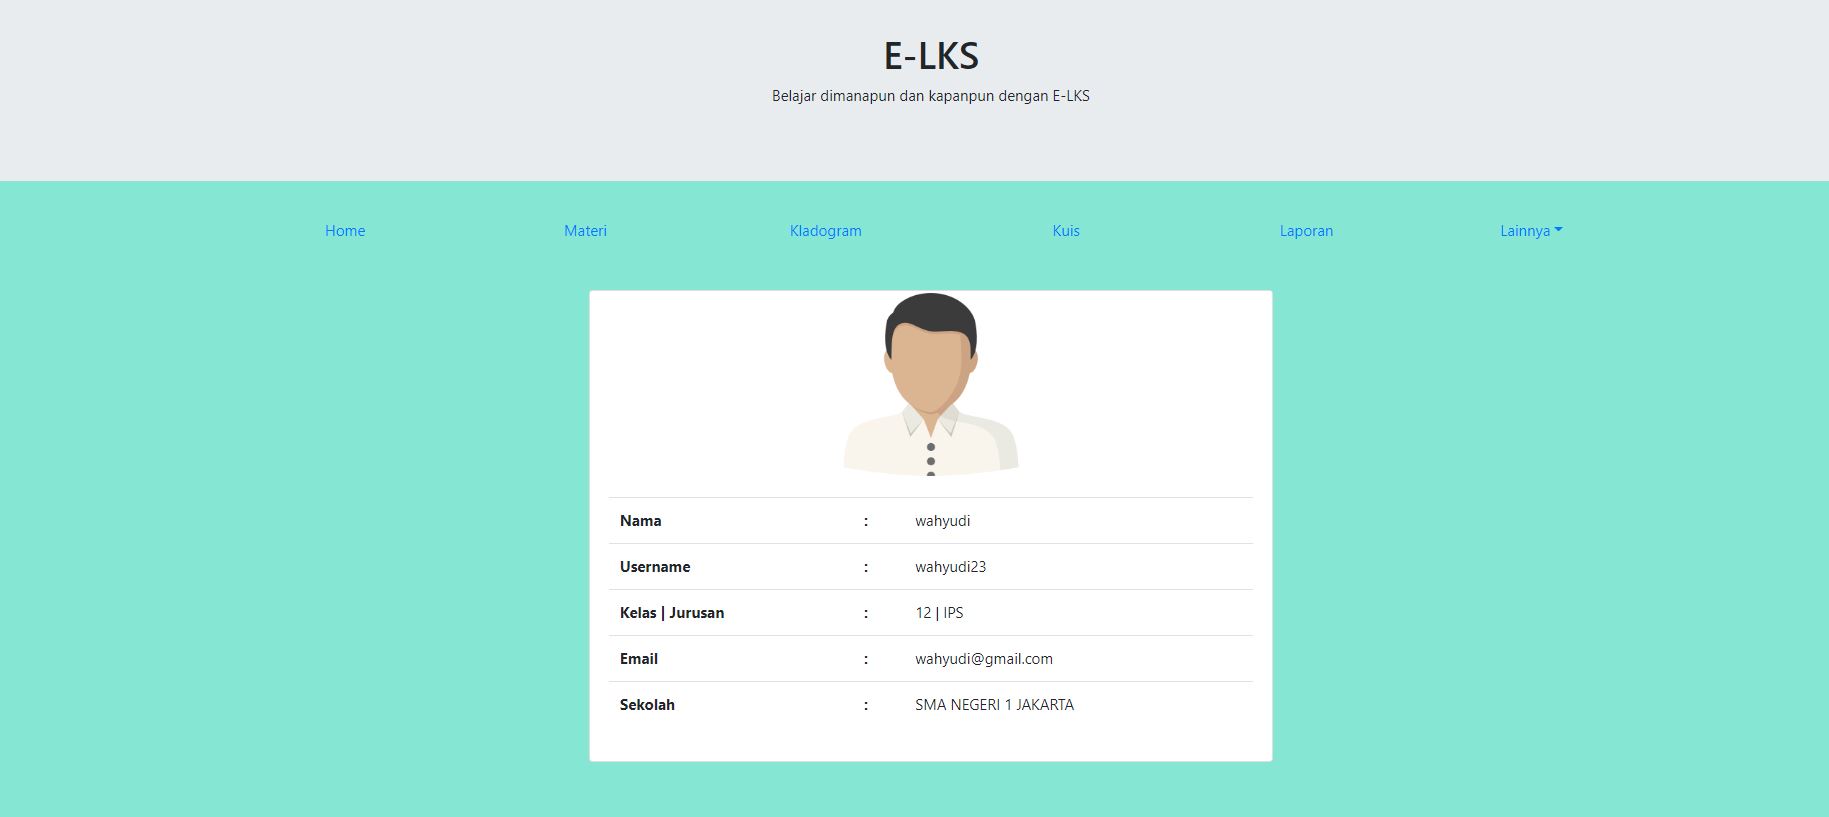 E-LKS
Belajar dimanapun dan kapanpun dengan E-LKS
Home Materi Kladogram Kuis Laporan Lainnya
Nama : wahyudi
Username : wahyudi23
Kelas | Jurusan : 12 | IPS
Email : wahyudi@gmail.com
Sekolah : SMA NEGERI 1 JAKARTA